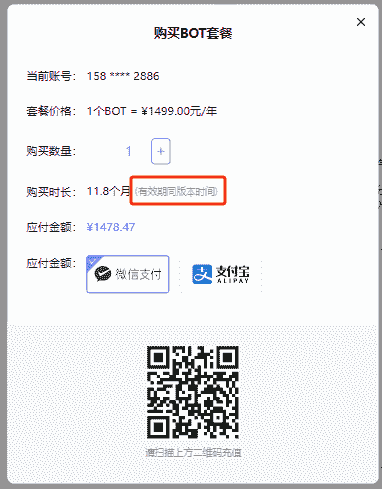 购买BOT套餐
当前账号： 158 **** 2886
套餐价格： 1个BOT = ¥1499.00元/年
购买数量： 1 +
购买时长： 11.8个月 (有效期同版本时间)
应付金额： ¥1478.47
应付金额： 微信支付 支付宝
ALIPAY
请扫描上方二维码充值